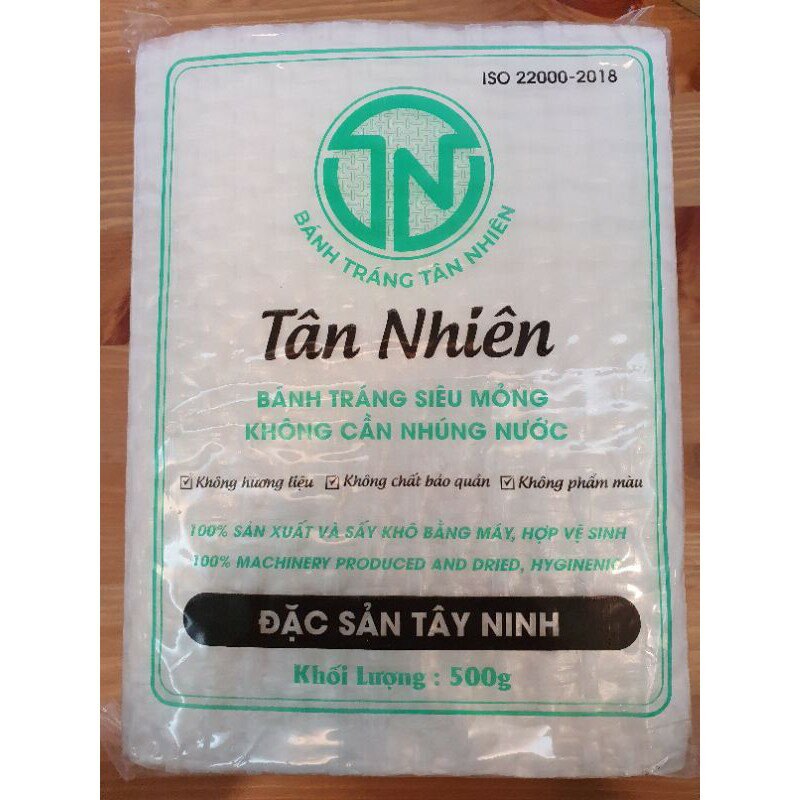 ISO 22000-2018
TN
BÁNH TRÁNG TÂN NHIÊN
Tân Nhiên
BÁNH TRÁNG SIÊU MỎNG
KHÔNG CẦN NHÚNG NƯỚC
Không hương liệu Không chất bảo quản Không phẩm màu
100% SẢN XUẤT VÀ SẤY KHÔ BẰNG MÁY, HỢP VỆ SINH
100% MACHINERY PRODUCED AND DRIED, HYGINENIC
ĐẶC SẢN TÂY NINH
Khối Lượng : 500g